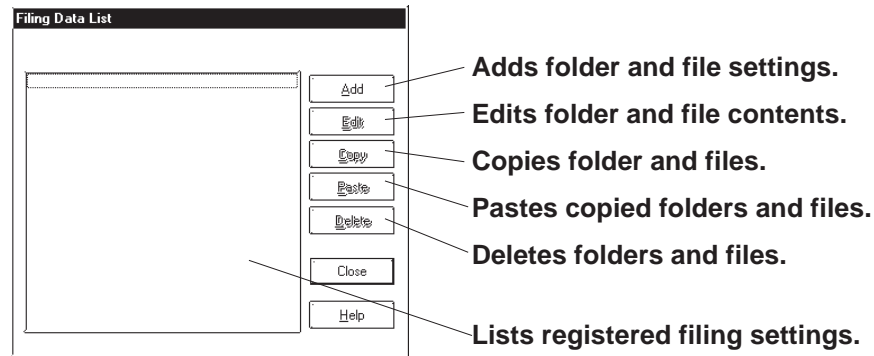 Filing Data List
Add
Adds folder and file settings.
Edit
Edits folder and file contents.
Copy
Copies folder and files.
Paste
Pastes copied folders and files.
Delete
Deletes folders and files.
Close
Help
Lists registered filing settings.